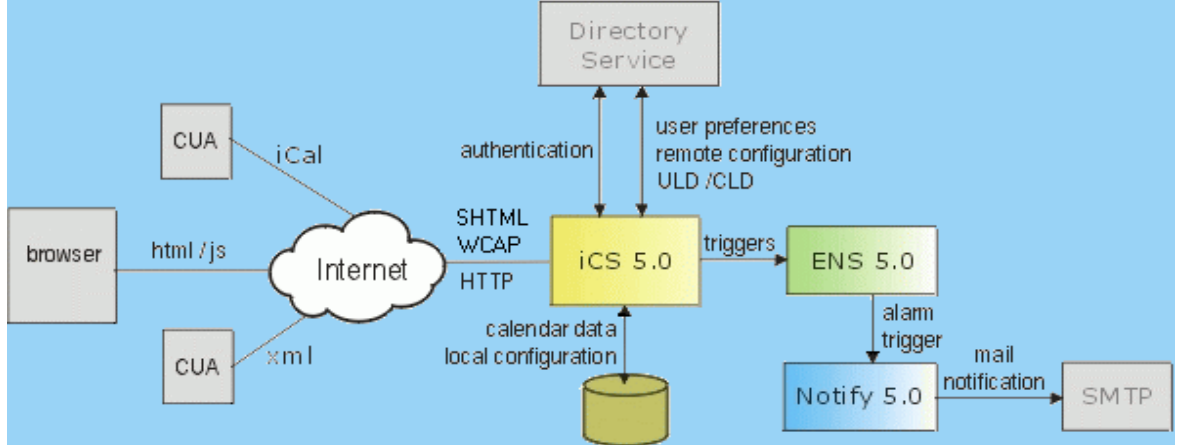 Directory
Service
CUA
iCal
authentication
user preferences
remote configuration
ULD /CLD
browser
html /js
Internet
SHTML
WCAP
HTTP
iCS 5.0
triggers
ENS 5.0
CUA
xml
calendar data
local configuration
alarm
trigger
Notify 5.0
mail
notification
SMTP